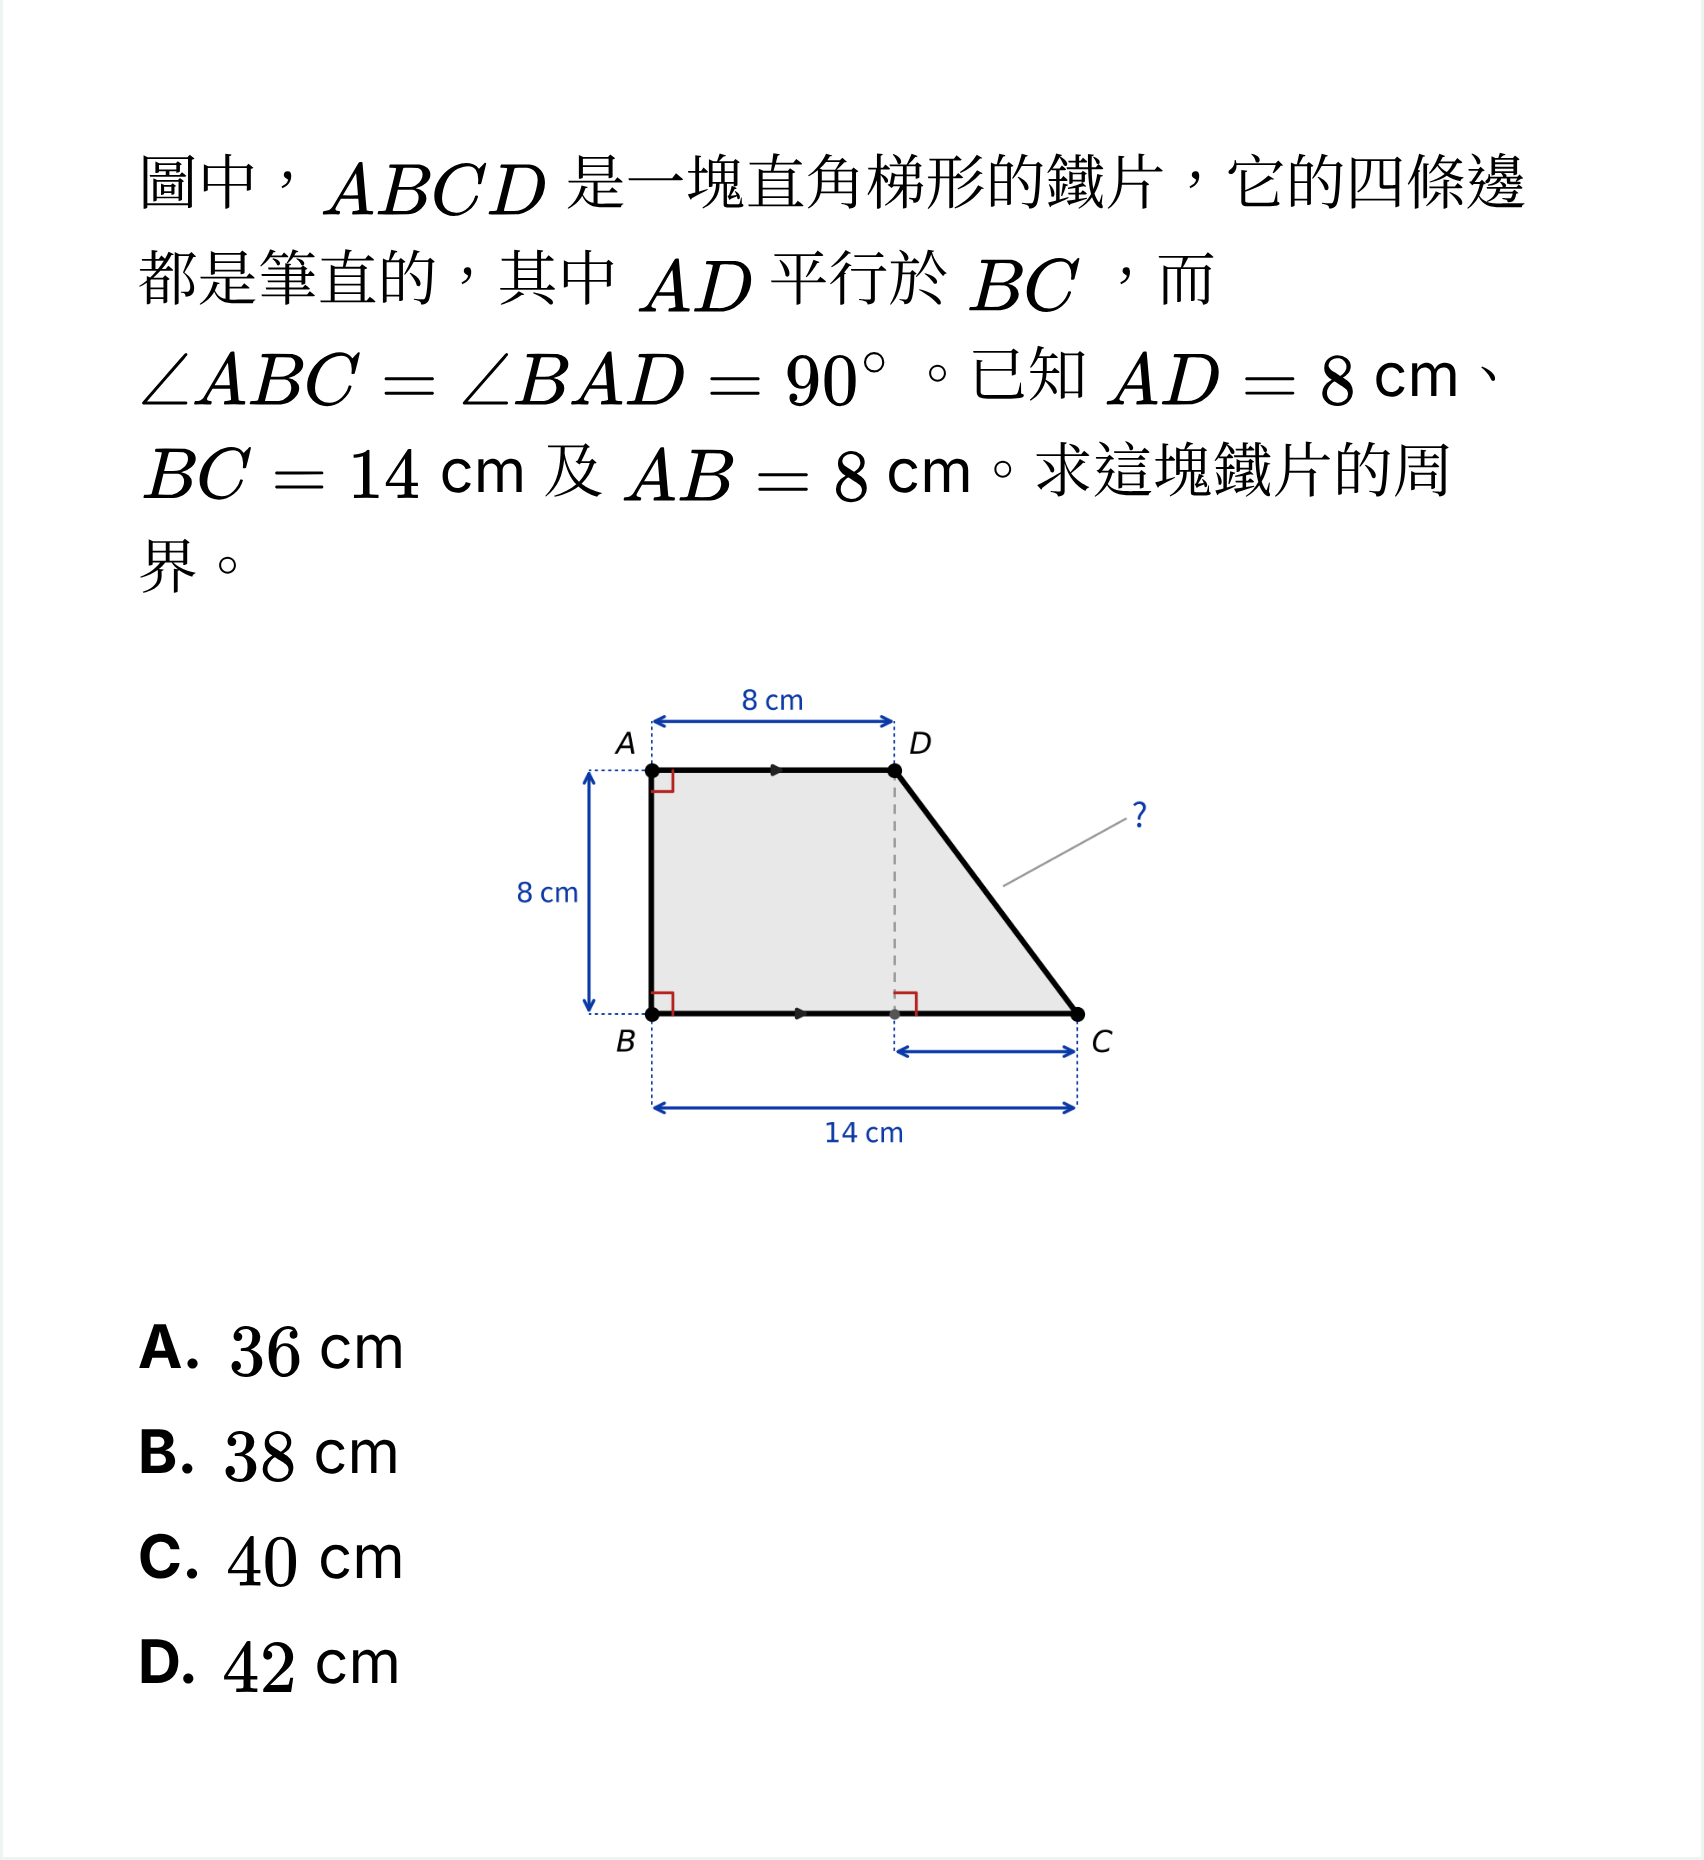 圖中，ABCD 是一塊直角梯形的鐵片，它的四條邊
都是筆直的，其中 AD 平行於 BC ，而
∠ABC = ∠BAD = 90° 。已知 AD = 8 cm、
BC = 14 cm 及 AB = 8 cm。求這塊鐵片的周
界。
8 cm
A
D
?
8 cm
B
C
14 cm
A. 36 cm
B. 38 cm
C. 40 cm
D. 42 cm